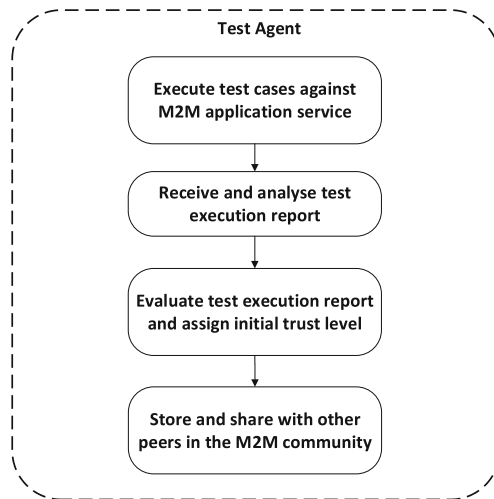 Test Agent
Execute test cases against
M2M application service
Receive and analyse test
execution report
Evaluate test execution report
and assign initial trust level
Store and share with other
peers in the M2M community